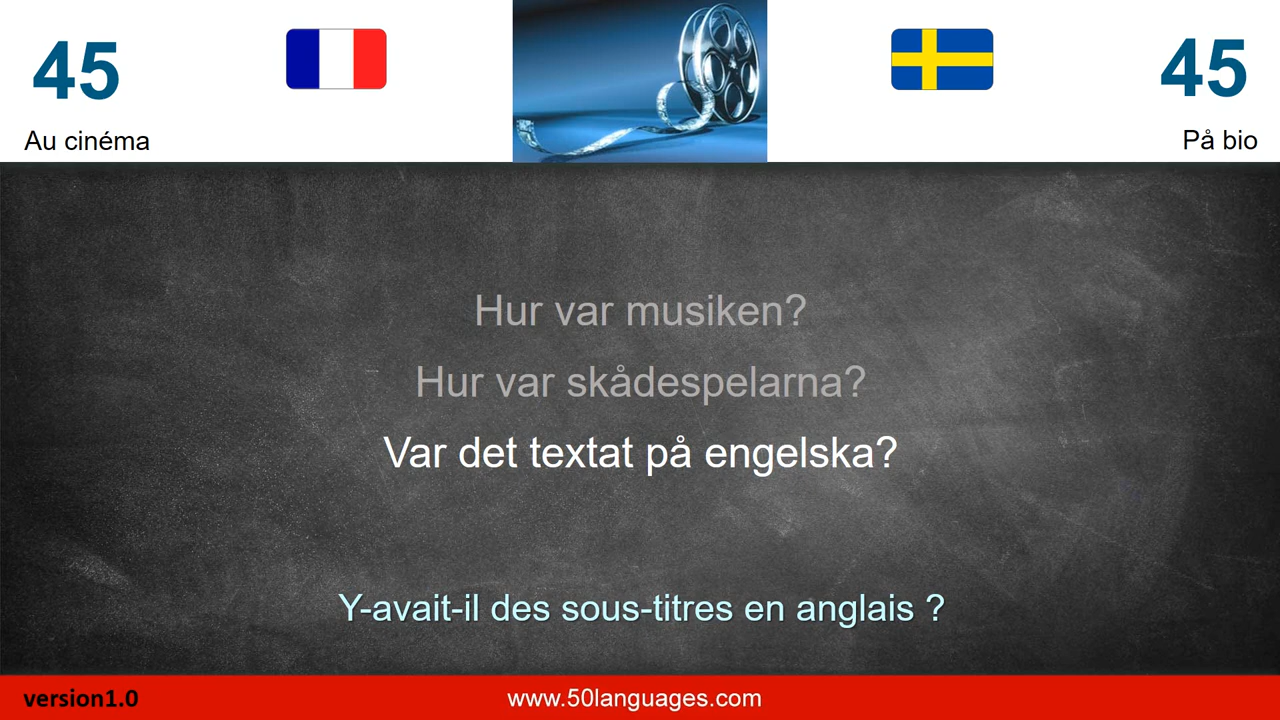 45
45
Au cinéma
På bio
Hur var musiken?
Hur var skådespelarna?
Var det textat på engelska?
Y-avait-il des sous-titres en anglais ?
version1.0
www.50languages.com